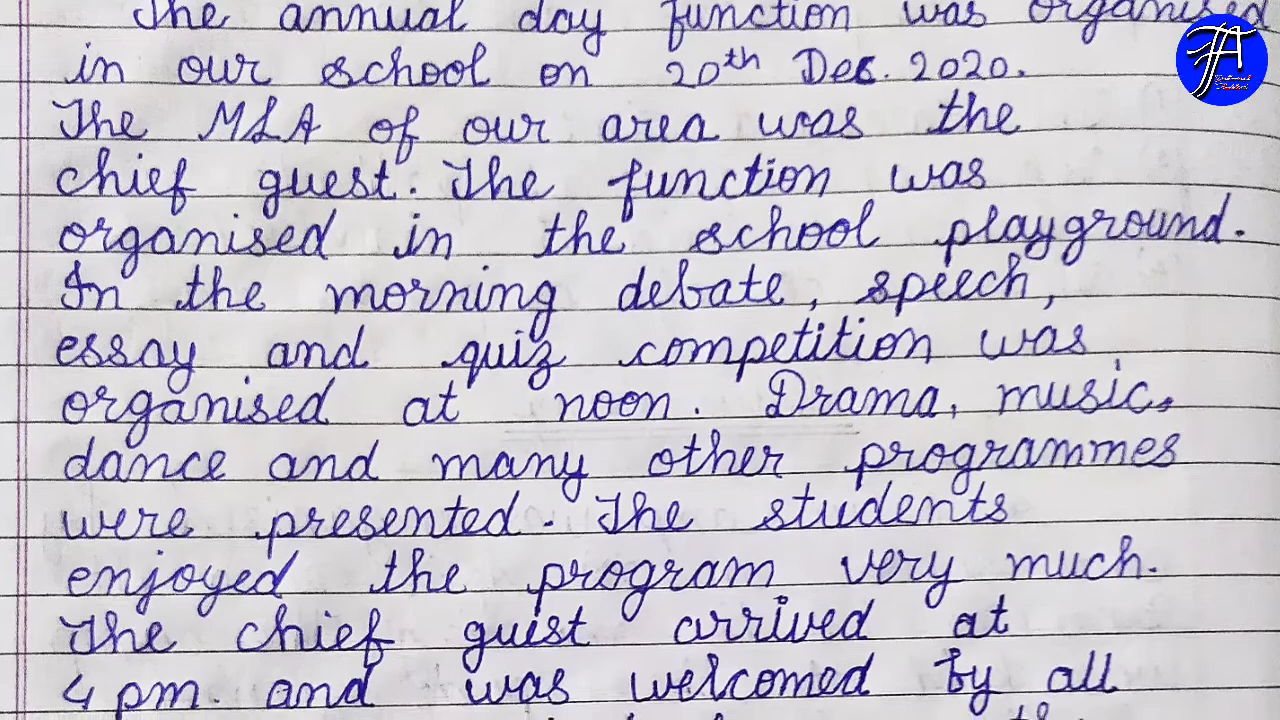 The annual day function was organised
in our school on 20th Dec. 2020.
The MLA of our area was the
chief guest. The function was
organised in the school playground.
In the morning debate, speech,
essay and quiz competition was
organised at noon. Drama, music,
dance and many other programmes
were presented. The students
enjoyed the program very much.
The chief guist arrived at
4 pm. and was welcomed by all